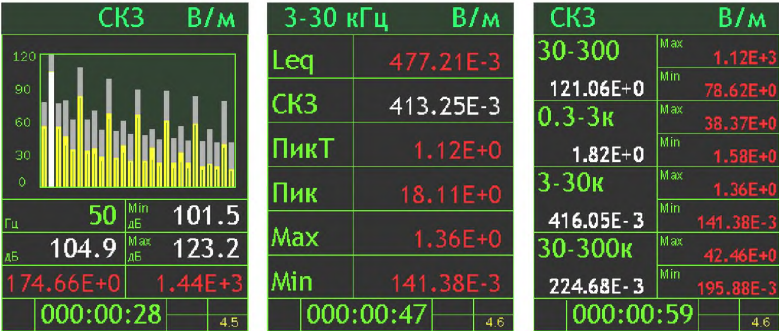 СКЗ В/м
120
90
60
30
0
Гц 50 Min дБ 101.5
дБ 104.9 Max дБ 123.2
174.66E+0 1.44E+3
000:00:28 4.5
3-30 кГц В/м
Leq 477.21E-3
СКЗ 413.25E-3
ПикТ 1.12E+0
Пик 18.11E+0
Max 1.36E+0
Min 141.38E-3
000:00:47 4.6
СКЗ В/м
30-300 Max 1.12E+3
121.06E+0 Min 78.62E+0
0.3-3к Max 38.37E+0
1.82E+0 Min 1.58E+0
3-30к Max 1.36E+0
416.05E-3 Min 141.38E-3
30-300к Max 42.46E+0
224.68E-3 Min 195.88E-3
000:00:59 4.6